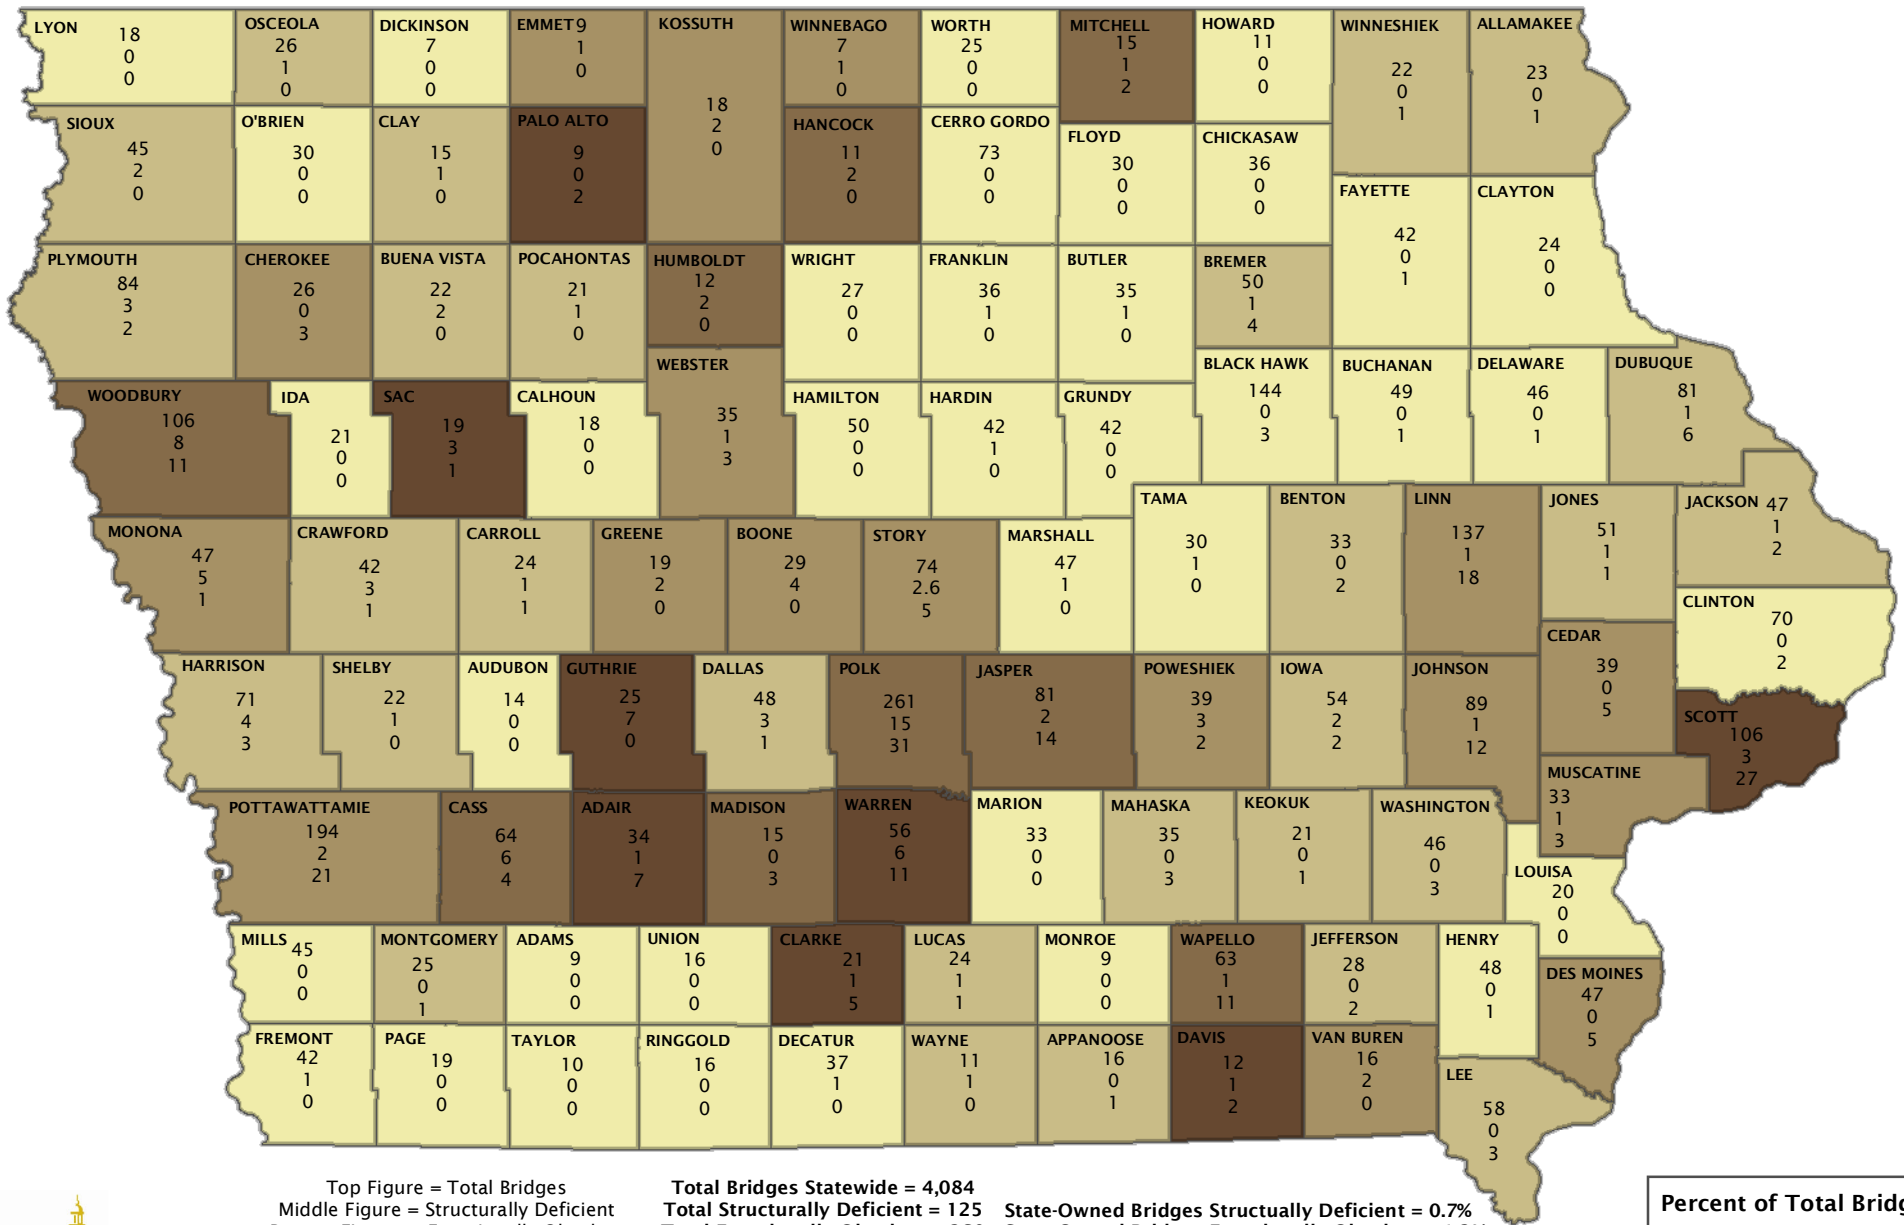 LYON
18
0
0
OSCEOLA
26
1
0
DICKINSON
7
0
0
EMMET 9
1
0
KOSSUTH
18
2
0
WINNEBAGO
7
1
0
WORTH
25
0
0
MITCHELL
15
1
2
HOWARD
11
0
0
WINNESHIEK
22
0
1
ALLAMAKEE
23
0
1
SIOUX
45
2
0
O'BRIEN
30
0
0
CLAY
15
1
0
PALO ALTO
9
0
2
HANCOCK
11
2
0
CERRO GORDO
73
0
0
FLOYD
30
0
0
CHICKASAW
36
0
0
FAYETTE
42
0
1
CLAYTON
24
0
0
PLYMOUTH
84
3
2
CHEROKEE
26
0
3
BUENA VISTA
22
2
0
POCAHONTAS
21
1
0
HUMBOLDT
12
2
0
WRIGHT
27
0
0
FRANKLIN
36
1
0
BUTLER
35
1
0
BREMER
50
1
4
WOODBURY
106
8
11
IDA
21
0
0
SAC
19
3
1
CALHOUN
18
0
0
WEBSTER
35
1
3
HAMILTON
50
0
0
HARDIN
42
1
0
GRUNDY
42
0
0
BLACK HAWK
144
0
3
BUCHANAN
49
0
1
DELAWARE
46
0
1
DUBUQUE
81
1
6
MONONA
47
5
1
CRAWFORD
42
3
1
CARROLL
24
1
1
GREENE
19
2
0
BOONE
29
4
0
STORY
74
2.6
5
MARSHALL
47
1
0
TAMA
30
1
0
BENTON
33
0
2
LINN
137
1
18
JONES
51
1
1
JACKSON 47
1
2
CLINTON
70
0
2
HARRISON
71
4
3
SHELBY
22
1
0
AUDUBON
14
0
0
GUTHRIE
25
7
0
DALLAS
48
3
1
POLK
261
15
31
JASPER
81
2
14
POWESHIEK
39
3
2
IOWA
54
2
2
JOHNSON
89
1
12
CEDAR
39
0
5
SCOTT
106
3
27
POTTAWATTAMIE
194
2
21
CASS
64
6
4
ADAIR
34
1
7
MADISON
15
0
3
WARREN
56
6
11
MARION
33
0
0
MAHASKA
35
0
3
KEOKUK
21
0
1
WASHINGTON
46
0
3
MUSCATINE
33
1
3
LOUISA
20
0
0
MILLS 45
0
0
MONTGOMERY
25
0
1
ADAMS
9
0
0
UNION
16
0
0
CLARKE
21
1
5
LUCAS
24
1
1
MONROE
9
0
0
WAPELLO
63
1
11
JEFFERSON
28
0
2
HENRY
48
0
1
DES MOINES
47
0
5
FREMONT
42
1
0
PAGE
19
0
0
TAYLOR
10
0
0
RINGGOLD
16
0
0
DECATUR
37
1
0
WAYNE
11
1
0
APPANOOSE
16
0
1
DAVIS
12
1
2
VAN BUREN
16
2
0
LEE
58
0
3
Top Figure = Total Bridges
Middle Figure = Structurally Deficient
Total Bridges Statewide = 4,084
Total Structurally Deficient = 125
State-Owned Bridges Structually Deficient = 0.7%
Percent of Total Bridg